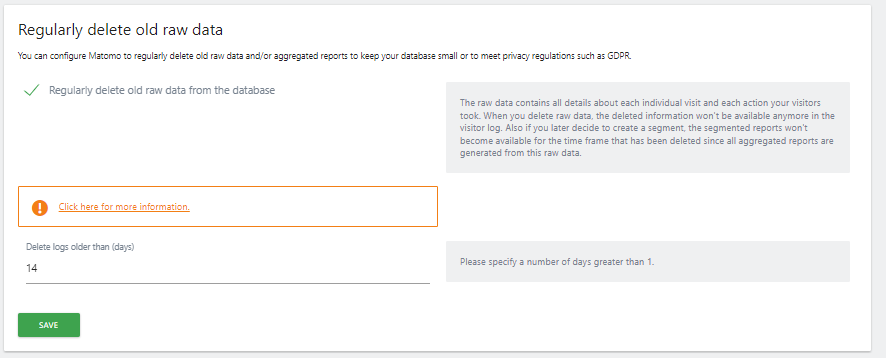 Regularly delete old raw data
You can configure Matomo to regularly delete old raw data and/or aggregated reports to keep your database small or to meet privacy regulations such as GDPR.
Regularly delete old raw data from the database
The raw data contains all details about each individual visit and each action your visitors
took. When you delete raw data, the deleted information won't be available anymore in the
visitor log. Also if you later decide to create a segment, the segmented reports won't
become available for the time frame that has been deleted since all aggregated reports are
generated from this raw data.
Click here for more information.
Delete logs older than (days)
14
Please specify a number of days greater than 1.
SAVE